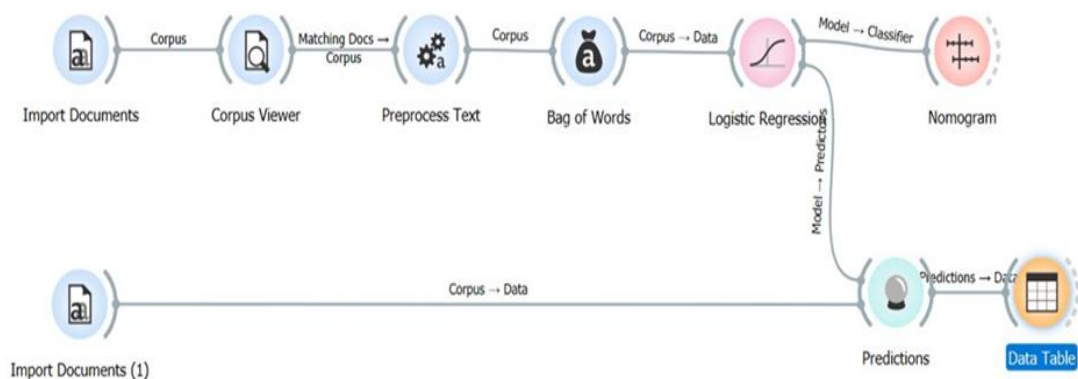 Corpus
Matching Docs → Corpus
Corpus
Corpus → Data
Model → Classifier
Import Documents
Corpus Viewer
Preprocess Text
Bag of Words
Logistic Regression
Nomogram
Model → Predictors
Corpus → Data
Predictions → Data
Import Documents (1)
Predictions
Data Table